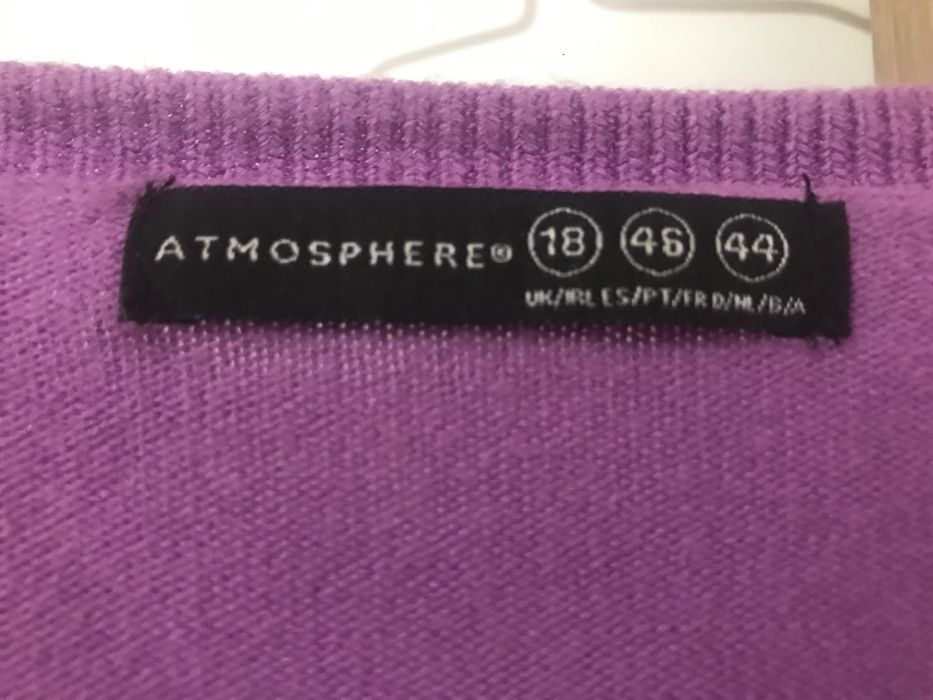 ATMOSPHERE® 18 46 44
UK/IRL ES/PT/FR D/NL/B/A